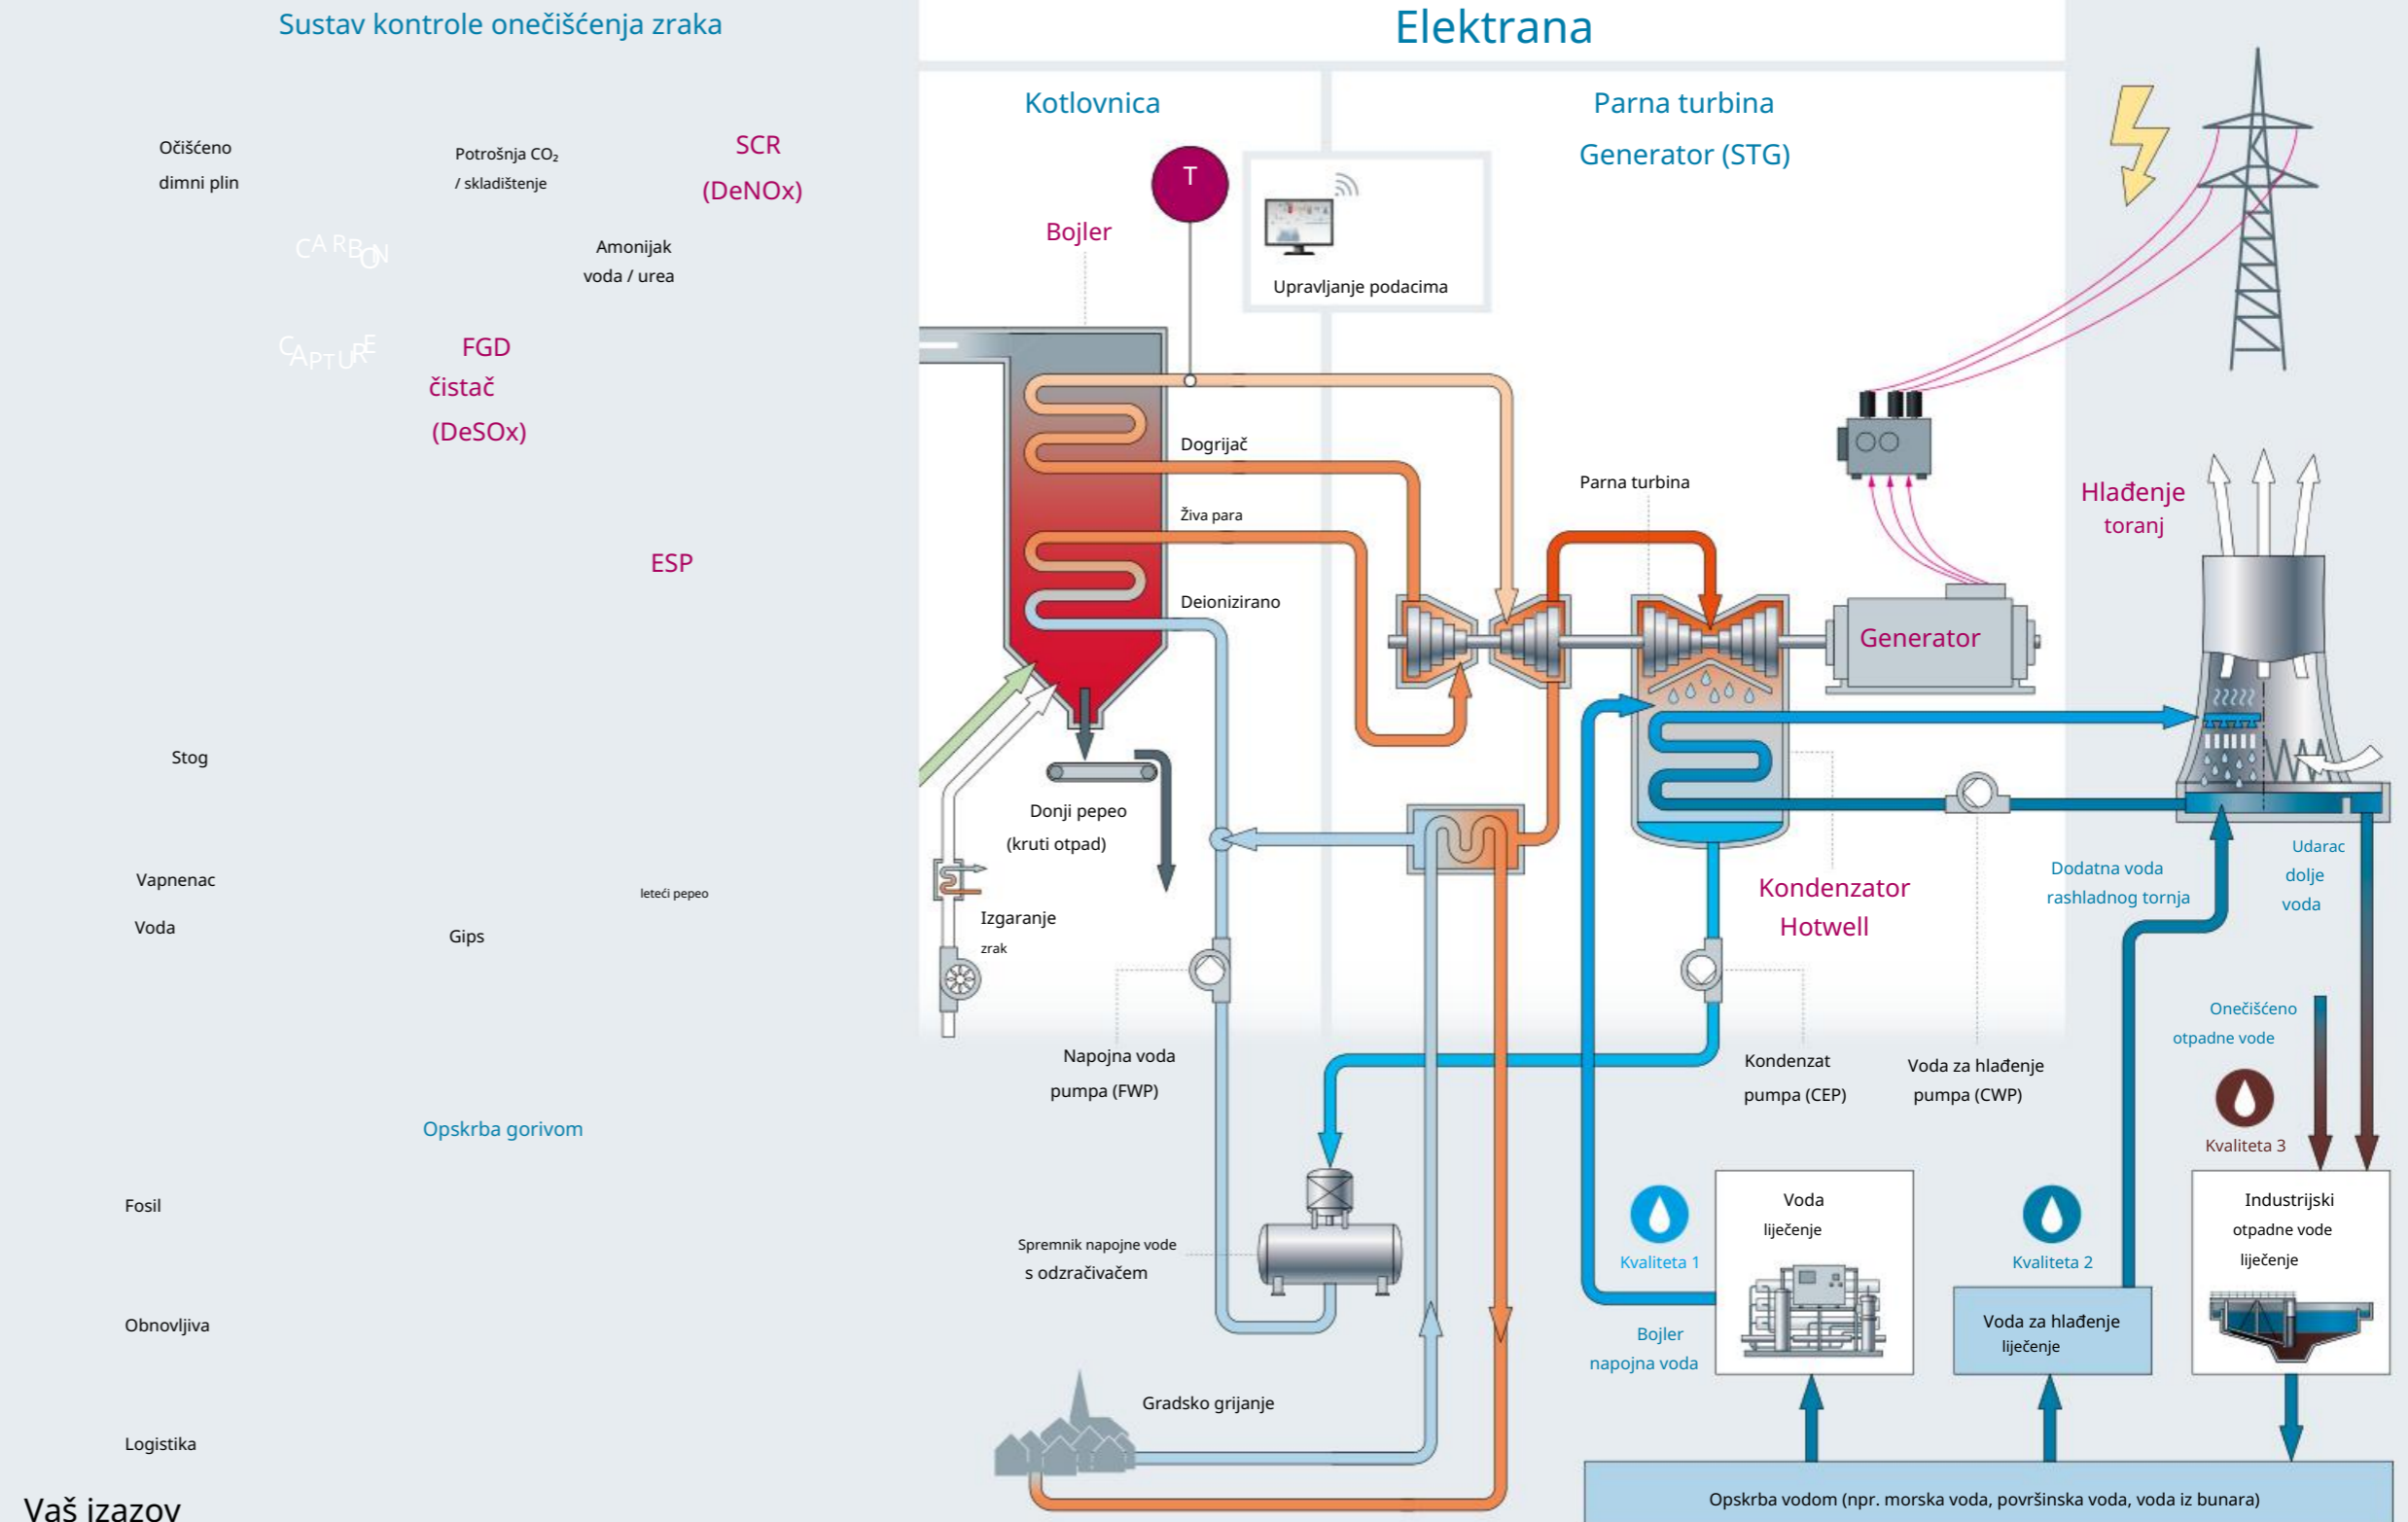 Sustav kontrole onečišćenja zraka
Očišćeno
dimni plin
Potrošnja CO₂
/ skladištenje
SCR
(DeNOx)
CARBON
Amonijak
voda / urea
CAPTURE
FGD
čistač
(DeSOx)
ESP
Stog
Vapnenac
Voda
Gips
leteći pepeo
Opskrba gorivom
Fosil
Obnovljiva
Logistika
Vaš izazov
Elektrana
Kotlovnica
Parna turbina
Generator (STG)
T
Bojler
Upravljanje podacima
Dogrijač
Živa para
Deionizirano
Parna turbina
Generator
Hlađenje
toranj
Donji pepeo
(kruti otpad)
Izgaranje
zrak
Kondenzator
Hotwell
Dodatna voda
rashladnog tornja
Udarac
dolje
voda
Onečišćeno
otpadne vode
Napojna voda
pumpa (FWP)
Kondenzat
pumpa (CEP)
Voda za hlađenje
pumpa (CWP)
Kvaliteta 3
Spremnik napojne vode
s odzračivačem
Kvaliteta 1
Voda
liječenje
Kvaliteta 2
Industrijski
otpadne vode
liječenje
Bojler
napojna voda
Voda za hlađenje
liječenje
Gradsko grijanje
Opskrba vodom (npr. morska voda, površinska voda, voda iz bunara)